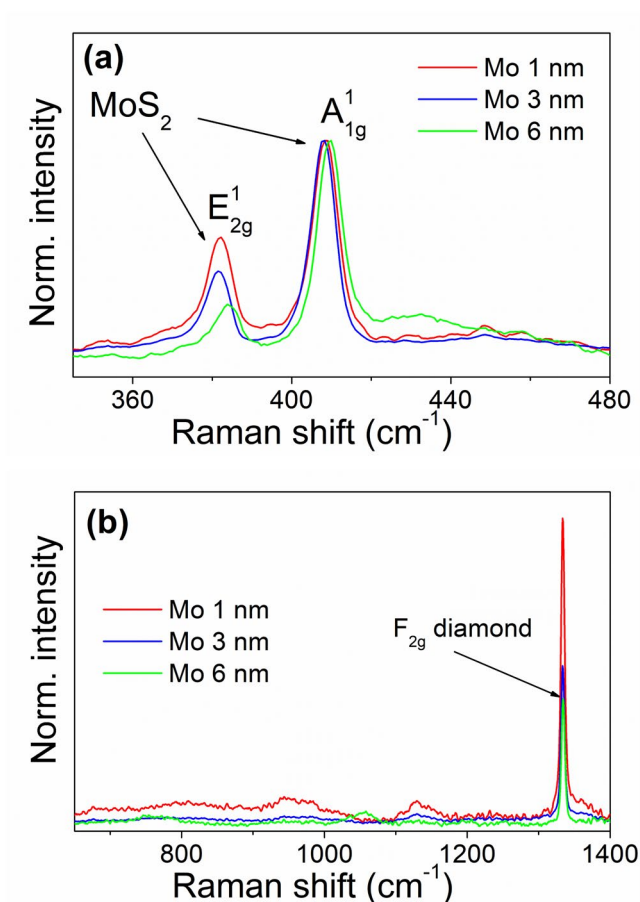 (a)
Mo 1 nm
Mo 3 nm
Mo 6 nm
MoS₂
A¹₁g
E¹₂g
Norm. intensity
360 400 440 480
Raman shift (cm⁻¹)
(b)
Mo 1 nm
Mo 3 nm
Mo 6 nm
F₂g diamond
Norm. intensity
800 1000 1200 1400
Raman shift (cm⁻¹)